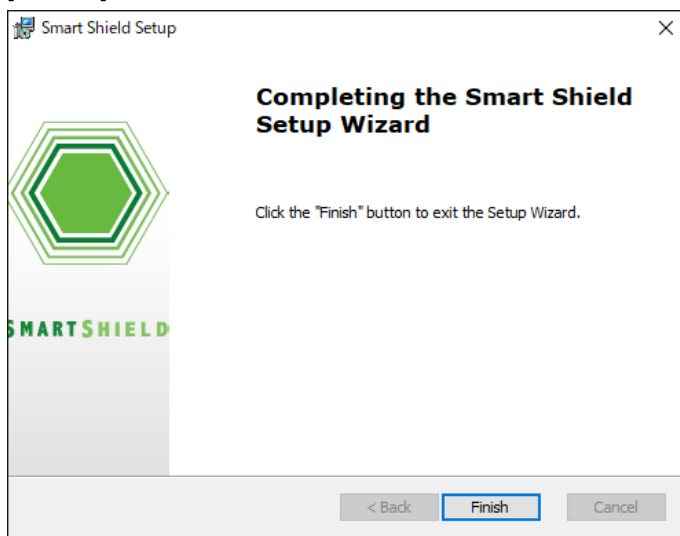 Smart Shield Setup
Completing the Smart Shield
Setup Wizard
Click the "Finish" button to exit the Setup Wizard.
SMARTSHIELD
< Back
Finish
Cancel